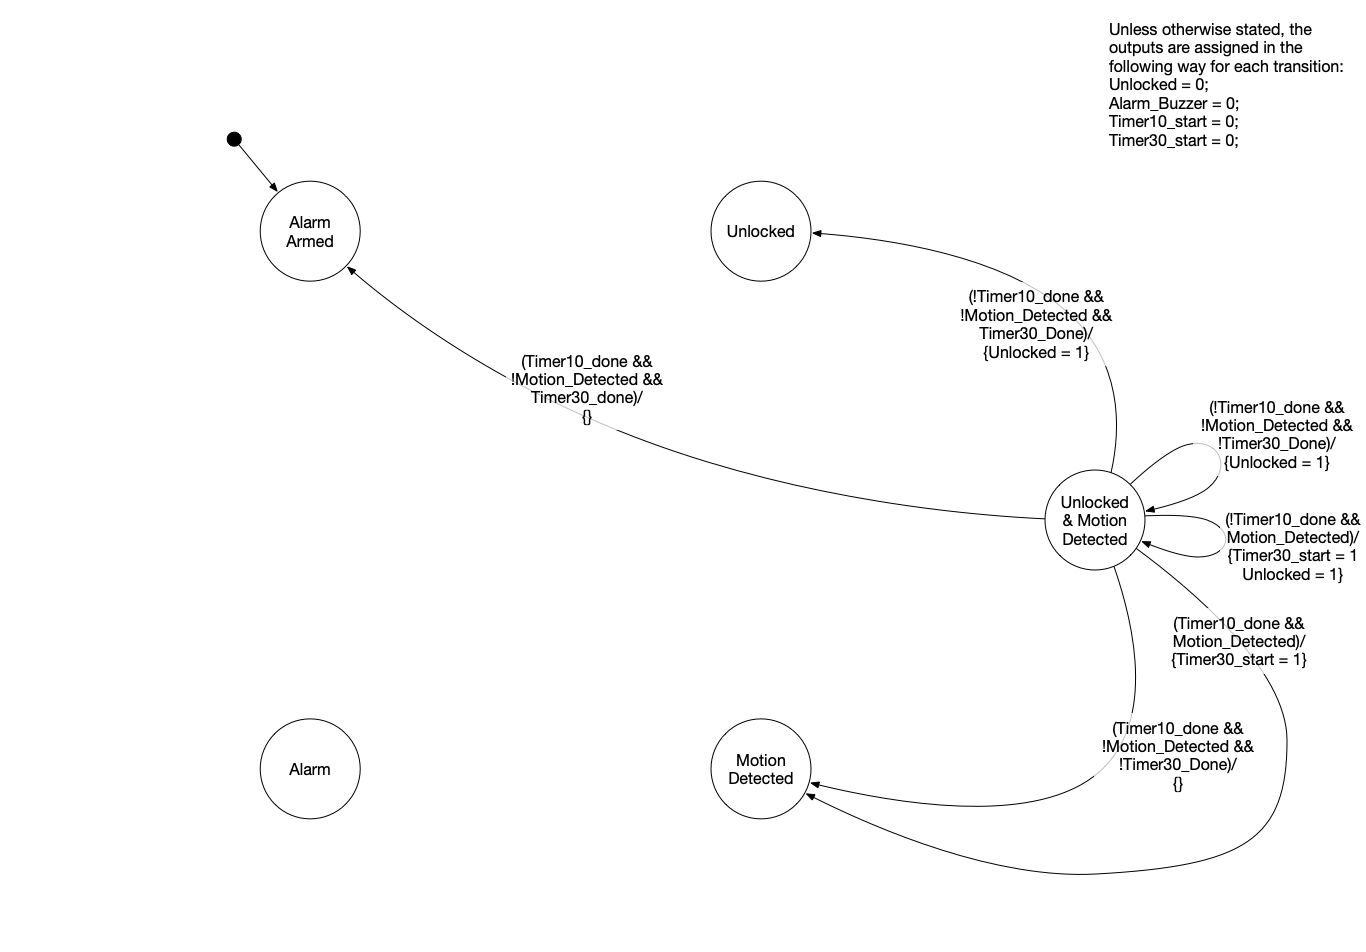 Unless otherwise stated, the
outputs are assigned in the
following way for each transition:
Unlocked = 0;
Alarm_Buzzer = 0;
Timer10_start = 0;
Timer30_start = 0;
Alarm
Armed
Unlocked
(!Timer10_done &&
!Motion_Detected &&
Timer30_Done)/
{Unlocked = 1}
(Timer10_done &&
!Motion_Detected &&
Timer30_done)/
{}
(!Timer10_done &&
!Motion_Detected &&
!Timer30_Done)/
{Unlocked = 1}
Unlocked
& Motion
Detected
(!Timer10_done &&
Motion_Detected)/
{Timer30_start = 1
Unlocked = 1}
(Timer10_done &&
Motion_Detected)/
{Timer30_start = 1}
(Timer10_done &&
!Motion_Detected &&
!Timer30_Done)/
{}
Alarm
Motion
Detected